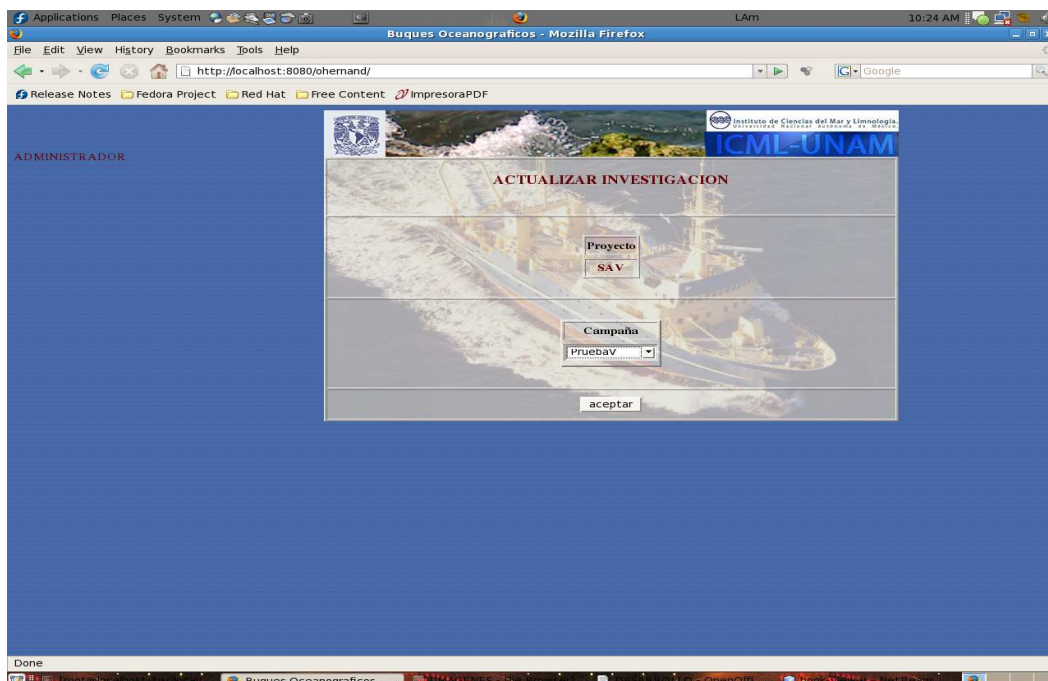 Applications Places System LAm 10:24 AM
Buques Oceanograficos - Mozilla Firefox
File Edit View History Bookmarks Tools Help
http://localhost:8080/ohernand/ G Google
Release Notes Fedora Project Red Hat Free Content ImpresoraPDF
Instituto de Ciencias del Mar y Limnología.
Universidad Nacional Autónoma de México.
ICML-UNAM
ADMINISTRADOR
ACTUALIZAR INVESTIGACION
Proyecto
SAV
Campaña
PruebaV
aceptar
Done
Buques Oceanograficos